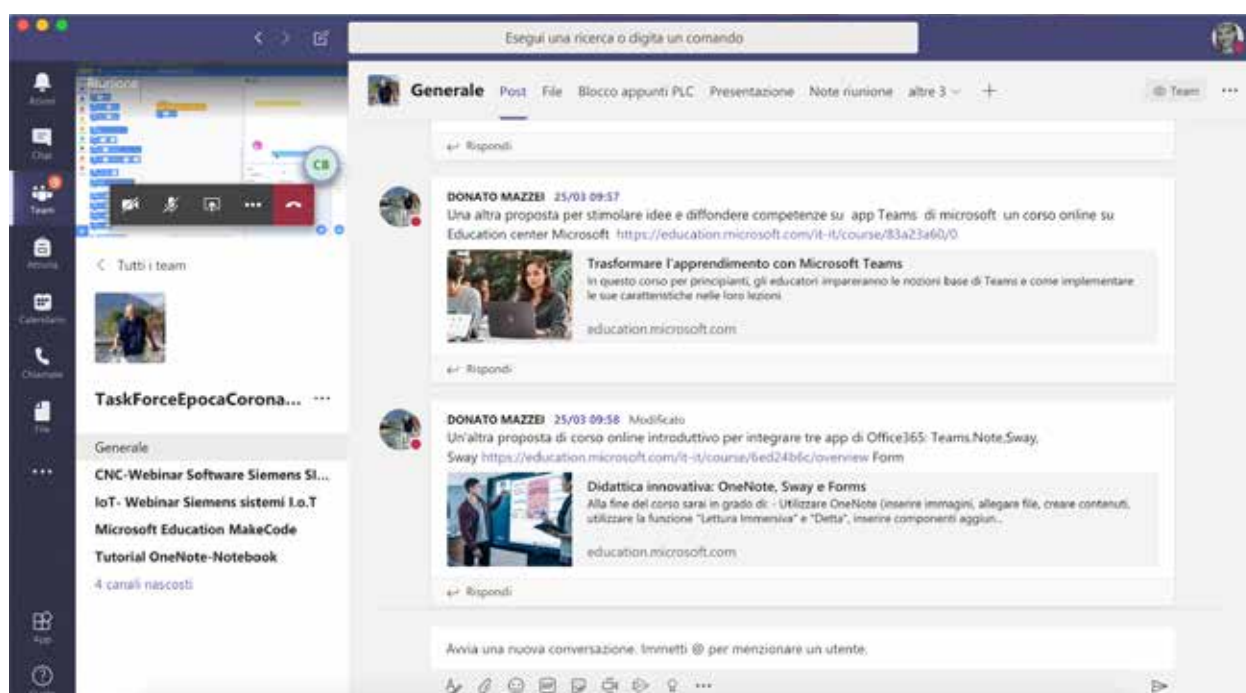 Esegui una ricerca o digita un comando
Riunione
CB
Chat
Team
Attività
Calendario
Chiamate
File
App
Tutti i team
TaskForceEpocaCorona...
Generale
CNC-Webinar Software Siemens SI...
IoT- Webinar Siemens sistemi I.o.T
Microsoft Education MakeCode
Tutorial OneNote-Notebook
4 canali nascosti
Generale Post File Blocco appunti PLC Presentazione Note riunione altre 3 Team
Rispondi
DONATO MAZZEI 25/03 09:57
Una altra proposta per stimolare idee e diffondere competenze su app Teams di microsoft un corso online su
Education center Microsoft https://education.microsoft.com/it-it/course/83a23a60/0
Trasformare l'apprendimento con Microsoft Teams
In questo corso per principianti, gli educatori impareranno le nozioni base di Teams e come implementare
le sue caratteristiche nelle loro lezioni
education.microsoft.com
Rispondi
DONATO MAZZEI 25/03 09:58 Modificato
Un'altra proposta di corso online introduttivo per integrare tre app di Office365: Teams.Note,Sway,
Sway https://education.microsoft.com/it-it/course/6ed24b6c/overview Form
Didattica innovativa: OneNote, Sway e Forms
Alla fine del corso sarai in grado di: - Utilizzare OneNote (inserire immagini, allegare file, creare contenuti,
utilizzare la funzione "Lettura Immersiva" e "Detta", inserire componenti aggiun...
education.microsoft.com
Rispondi
Avvia una nuova conversazione. Immetti @ per menzionare un utente.